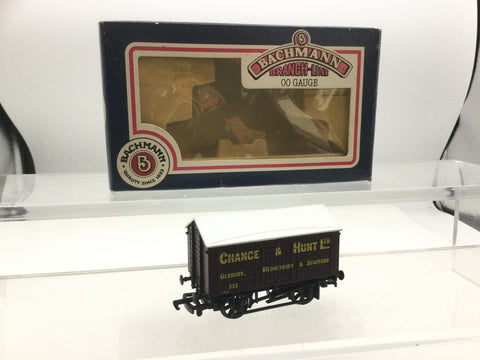 BACHMANN
BRANCH-LINE
OO GAUGE
BACHMANN
QUALITY SINCE 1833
CHANCE & HUNT LTD
OLDBURY, WEDNESBURY & STAFFORD
333